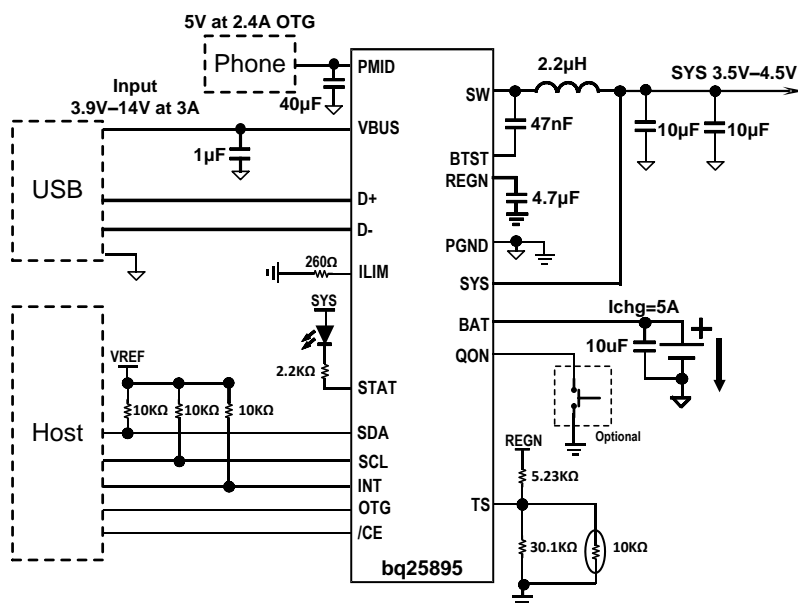 5V at 2.4A OTG
Phone
PMID
40µF
Input
3.9V–14V at 3A
VBUS
1µF
USB
D+
D-
260Ω
ILIM
SYS
2.2KΩ
STAT
VREF
10KΩ
10KΩ
10KΩ
Host
SDA
SCL
INT
OTG
/CE
bq25895
2.2µH
SYS 3.5V–4.5V
SW
47nF
10µF
10µF
BTST
REGN
4.7µF
PGND
SYS
Ichg=5A
BAT
10uF
+
QON
Optional
REGN
5.23KΩ
TS
30.1KΩ
10KΩ